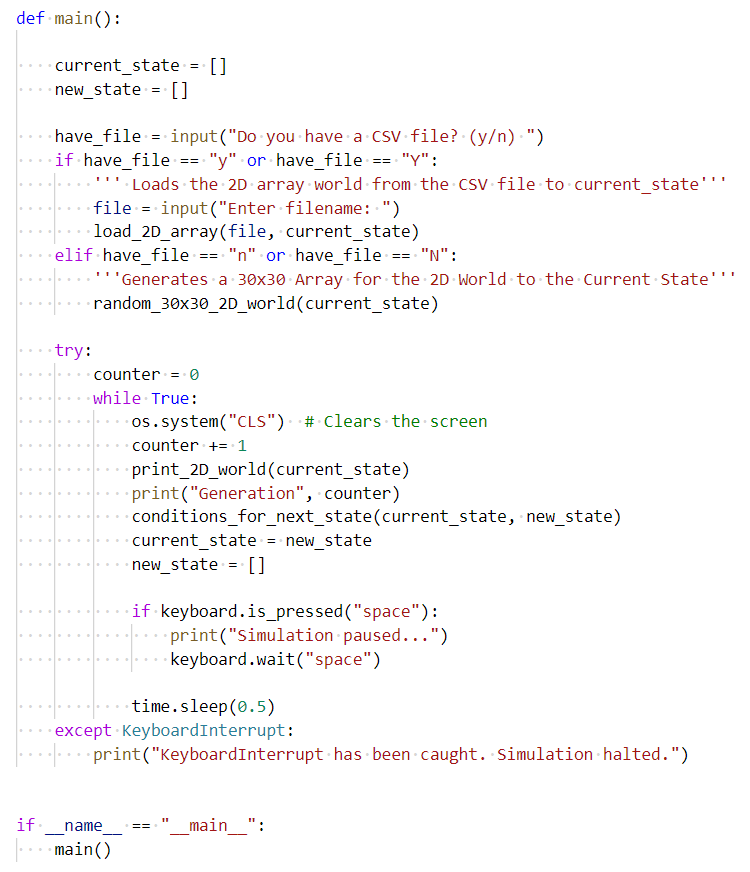 def main():
    current_state = []
    new_state = []
    have_file = input("Do you have a CSV file? (y/n) ")
    if have_file == "y" or have_file == "Y":
        ''' Loads the 2D array world from the CSV file to current_state'''
        file = input("Enter filename: ")
        load_2D_array(file, current_state)
    elif have_file == "n" or have_file == "N":
        '''Generates a 30x30 Array for the 2D World to the Current State'''
        random_30x30_2D_world(current_state)
    try:
        counter = 0
        while True:
            os.system("CLS")  # Clears the screen
            counter += 1
            print_2D_world(current_state)
            print("Generation", counter)
            conditions_for_next_state(current_state, new_state)
            current_state = new_state
            new_state = []
            if keyboard.is_pressed("space"):
                print("Simulation paused...")
                keyboard.wait("space")
            time.sleep(0.5)
    except KeyboardInterrupt:
        print("KeyboardInterrupt has been caught. Simulation halted.")
if __name__ == "__main__":
    main()